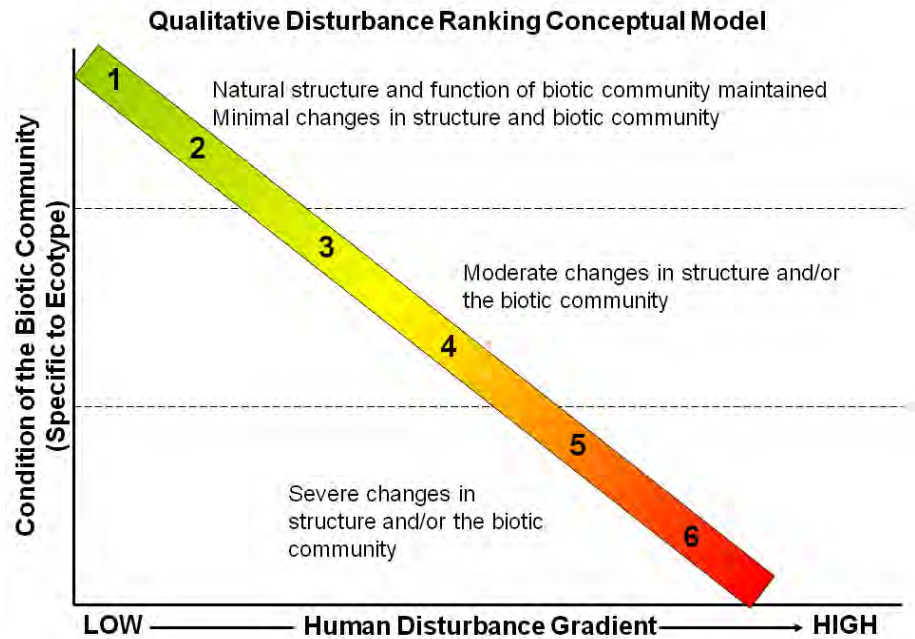 Qualitative Disturbance Ranking Conceptual Model
Condition of the Biotic Community
(Specific to Ecotype)
1
Natural structure and function of biotic community maintained
Minimal changes in structure and biotic community
2
3
Moderate changes in structure and/or
the biotic community
4
5
Severe changes in
structure and/or the biotic
community
6
LOW Human Disturbance Gradient HIGH